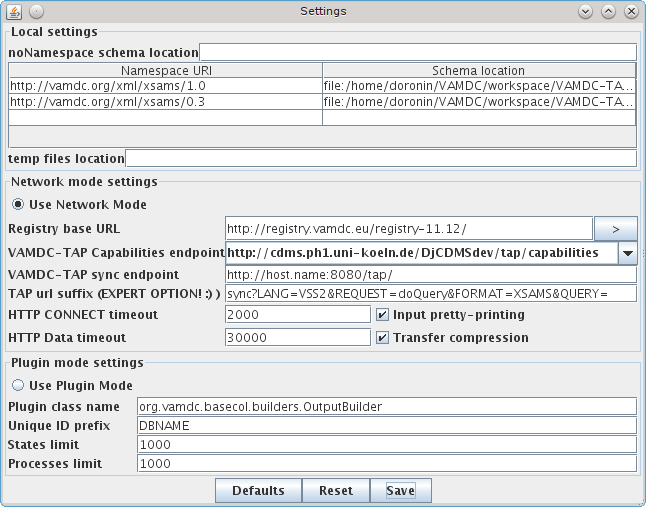 Settings
Local settings
noNamespace schema location
Namespace URI Schema location
http://vamdc.org/xml/xsams/1.0 file:/home/doronin/VAMDC/workspace/VAMDC-TA...
http://vamdc.org/xml/xsams/0.3 file:/home/doronin/VAMDC/workspace/VAMDC-TA...
temp files location
Network mode settings
Use Network Mode
Registry base URL http://registry.vamdc.eu/registry-11.12/ >
VAMDC-TAP Capabilities endpoint http://cdms.ph1.uni-koeln.de/DjCDMSdev/tap/capabilities
VAMDC-TAP sync endpoint http://host.name:8080/tap/
TAP url suffix (EXPERT OPTION! :) ) sync?LANG=VSS2&REQUEST=doQuery&FORMAT=XSAMS&QUERY=
HTTP CONNECT timeout 2000 Input pretty-printing
HTTP Data timeout 30000 Transfer compression
Plugin mode settings
Use Plugin Mode
Plugin class name org.vamdc.basecol.builders.OutputBuilder
Unique ID prefix DBNAME
States limit 1000
Processes limit 1000
Defaults Reset Save